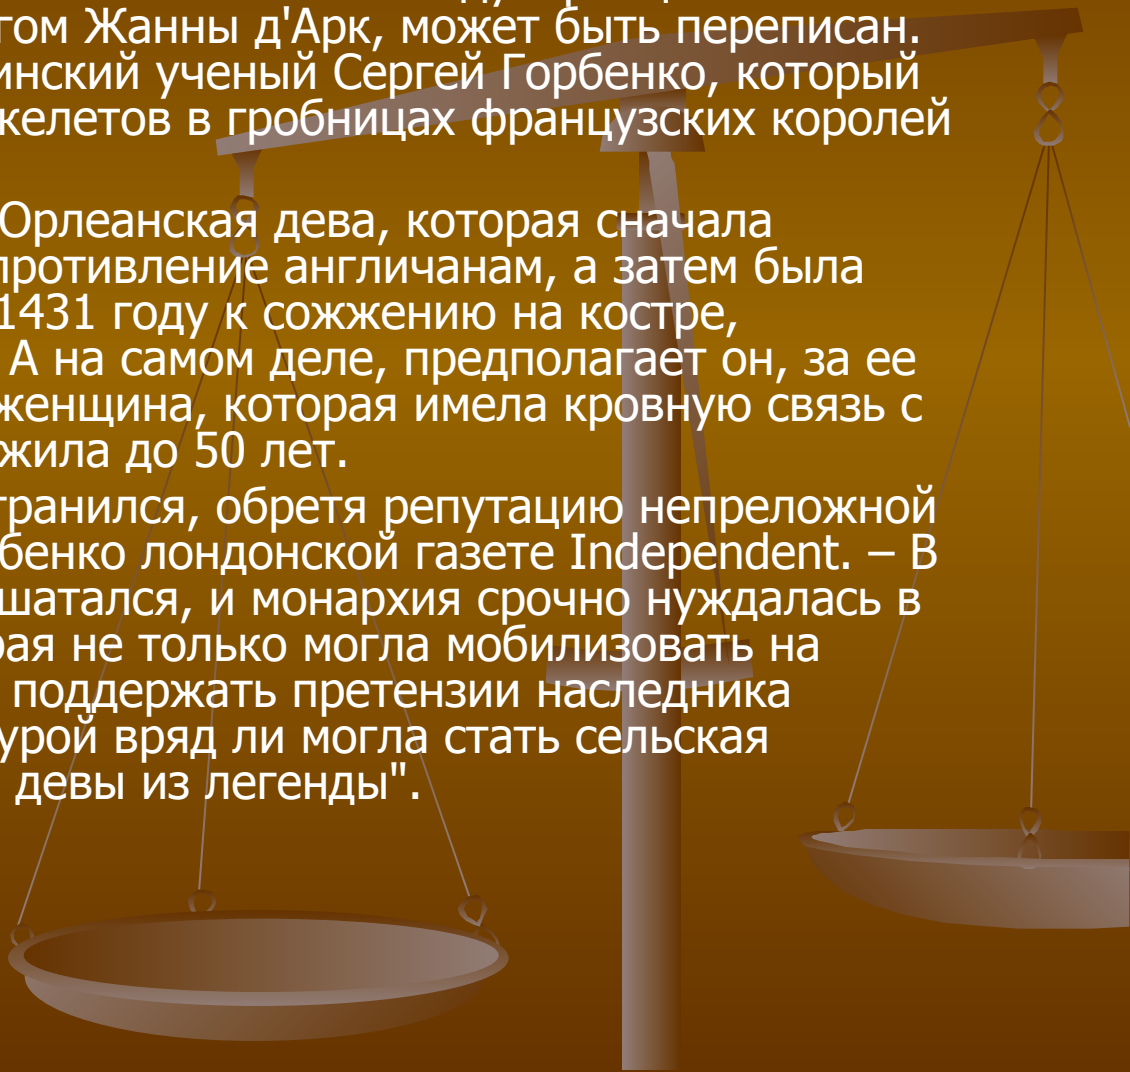 гом Жанны д'Арк, может быть переписан.
инский ученый Сергей Горбенко, который
келетов в гробницах французских королей
Орлеанская дева, которая сначала
противление англичанам, а затем была
1431 году к сожжению на костре,
А на самом деле, предполагает он, за ее
женщина, которая имела кровную связь с
жила до 50 лет.
транился, обретя репутацию непреложной
бенко лондонской газете Independent. – В
шатался, и монархия срочно нуждалась в
рая не только могла мобилизовать на
поддержать претензии наследника
урой вряд ли могла стать сельская
девы из легенды".